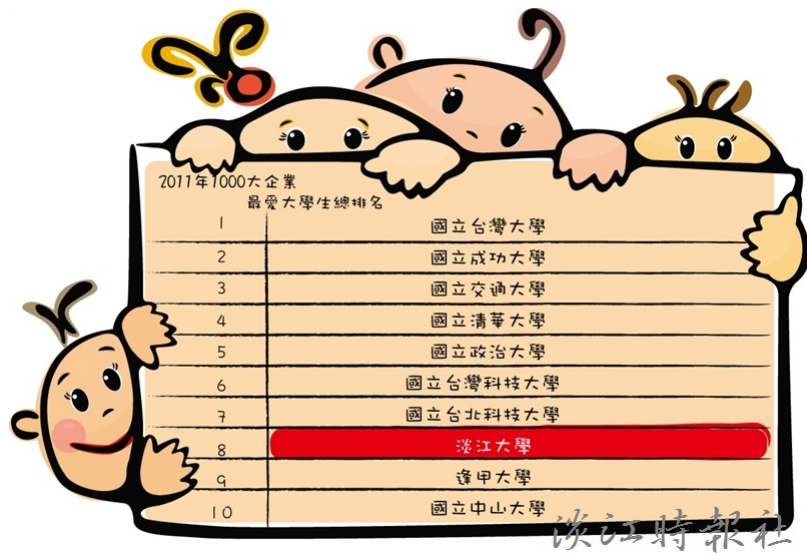 2011年1000大企業
最愛大學生總排名
1 國立台灣大學
2 國立成功大學
3 國立交通大學
4 國立清華大學
5 國立政治大學
6 國立台灣科技大學
7 國立台北科技大學
8 淡江大學
9 逢甲大學
10 國立中山大學
淡江時報社